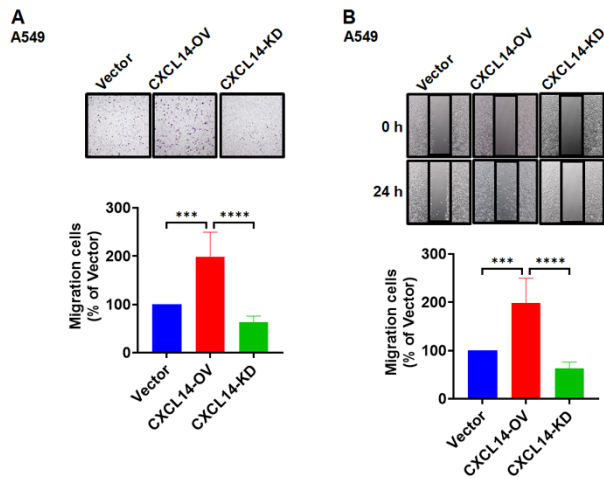 A
A549
Vector
CXCL14-OV
CXCL14-KD
300
200
100
0
Migration cells
(% of Vector)
***
****
Vector
CXCL14-OV
CXCL14-KD
B
A549
Vector
CXCL14-OV
CXCL14-KD
0 h
24 h
300
200
100
0
Migration cells
(% of Vector)
***
****
Vector
CXCL14-OV
CXCL14-KD